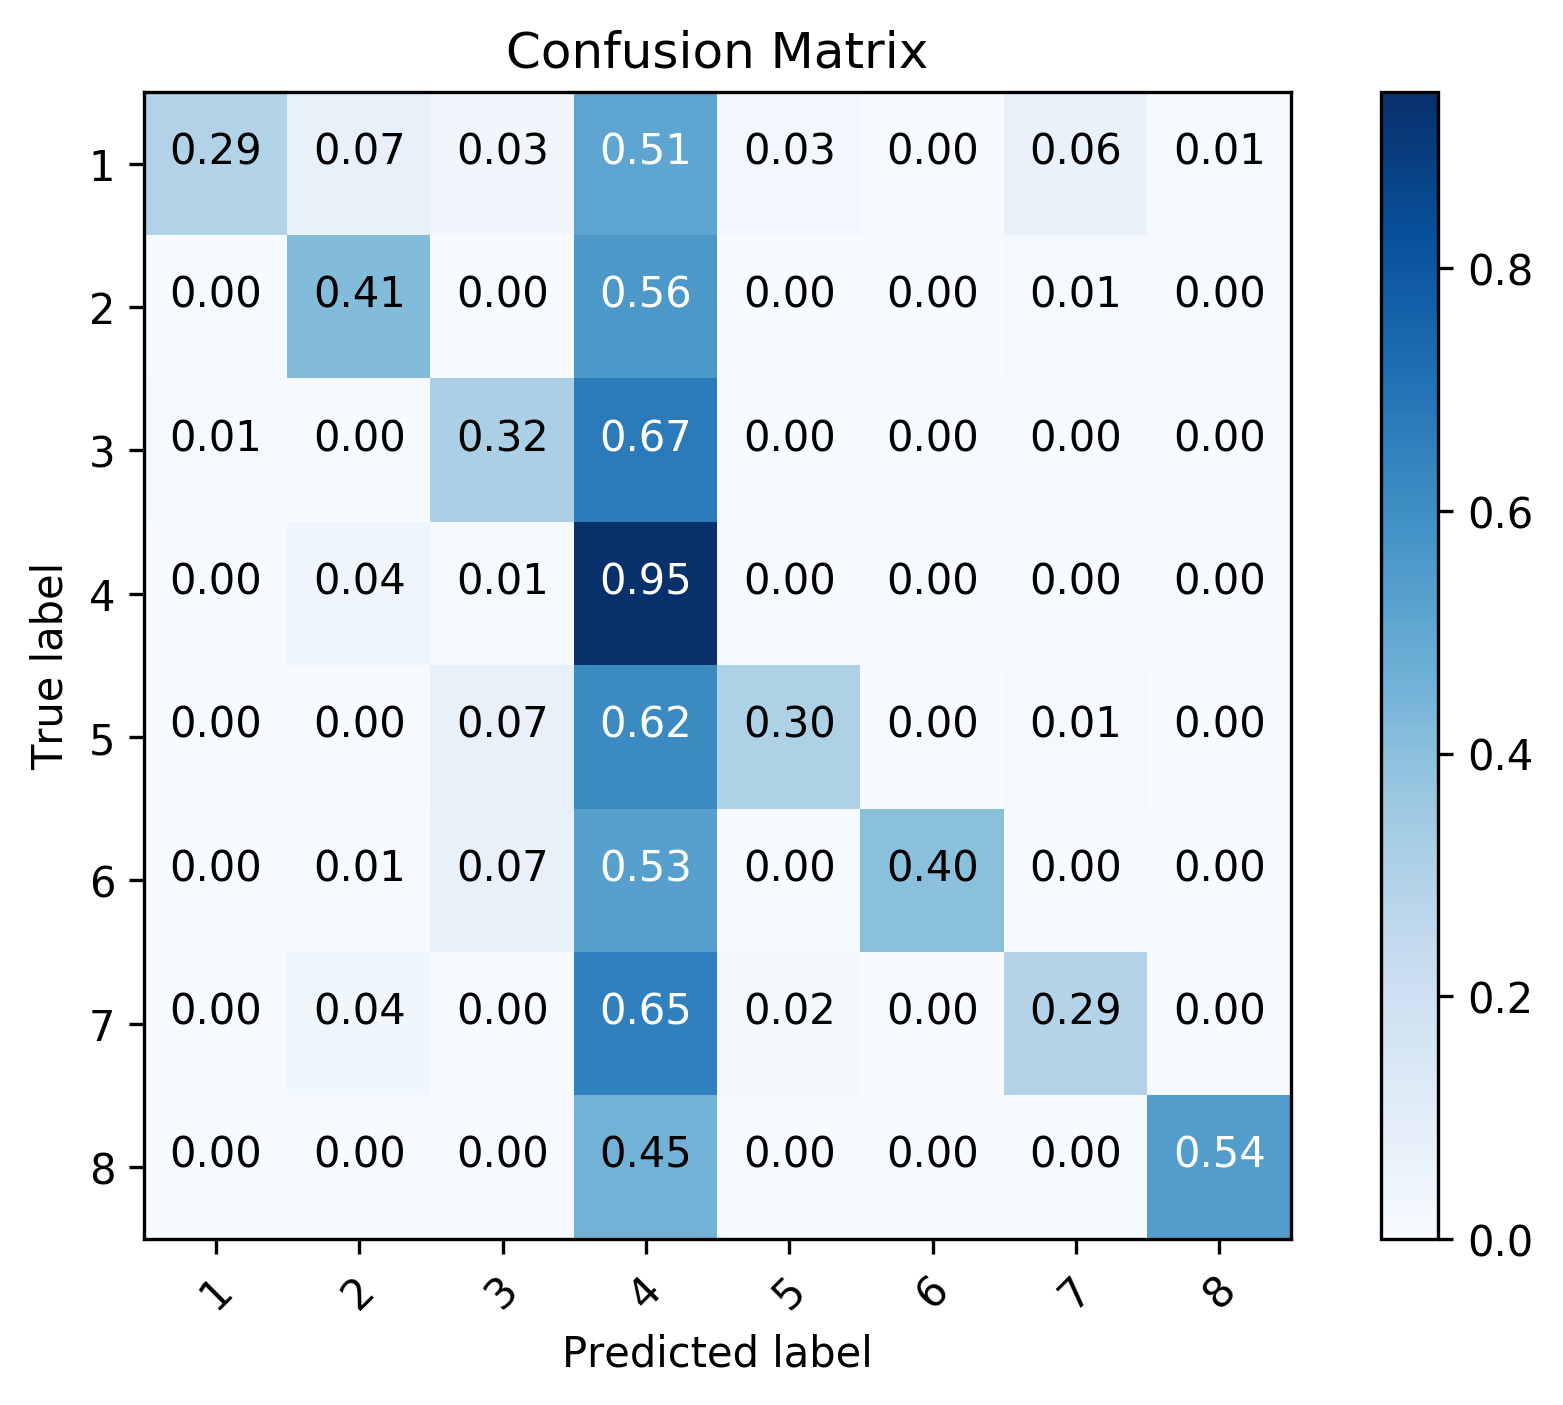 Confusion Matrix
True label
1 0.29 0.07 0.03 0.51 0.03 0.00 0.06 0.01
2 0.00 0.41 0.00 0.56 0.00 0.00 0.01 0.00
3 0.01 0.00 0.32 0.67 0.00 0.00 0.00 0.00
4 0.00 0.04 0.01 0.95 0.00 0.00 0.00 0.00
5 0.00 0.00 0.07 0.62 0.30 0.00 0.01 0.00
6 0.00 0.01 0.07 0.53 0.00 0.40 0.00 0.00
7 0.00 0.04 0.00 0.65 0.02 0.00 0.29 0.00
8 0.00 0.00 0.00 0.45 0.00 0.00 0.00 0.54
1 2 3 4 5 6 7 8
Predicted label
0.8
0.6
0.4
0.2
0.0